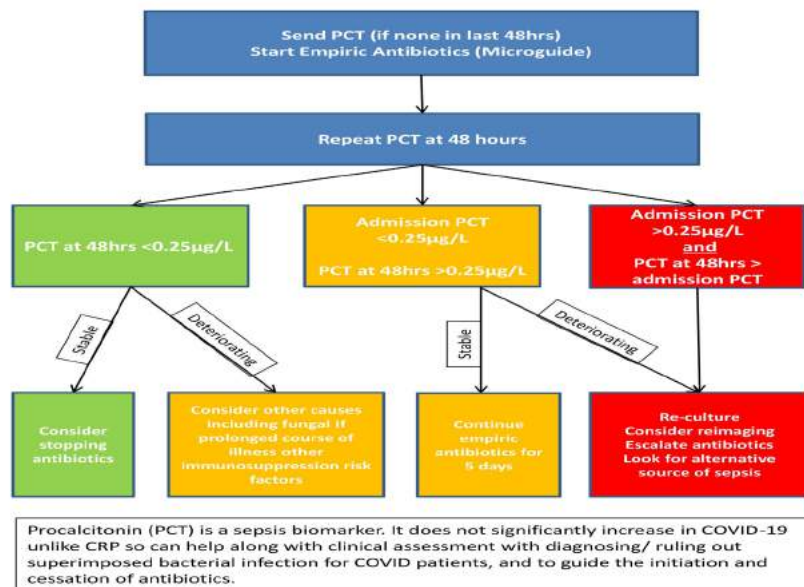 Send PCT (if none in last 48hrs)
Start Empiric Antibiotics (Microguide)
Repeat PCT at 48 hours
PCT at 48hrs <0.25µg/L
Admission PCT
<0.25µg/L
PCT at 48hrs >0.25µg/L
Admission PCT
>0.25µg/L
and
PCT at 48hrs >
admission PCT
Stable
Deteriorating
Stable
Deteriorating
Consider
stopping
antibiotics
Consider other causes
including fungal if
prolonged course of
illness other
immunosuppression risk
factors
Continue
empiric
antibiotics for
5 days
Re-culture
Consider reimaging
Escalate antibiotics
Look for alternative
source of sepsis
Procalcitonin (PCT) is a sepsis biomarker. It does not significantly increase in COVID-19
unlike CRP so can help along with clinical assessment with diagnosing/ ruling out
superimposed bacterial infection for COVID patients, and to guide the initiation and
cessation of antibiotics.